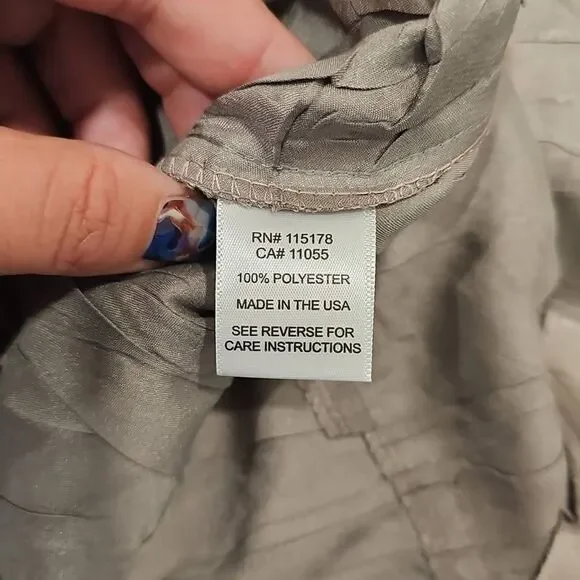 RN# 115178
CA# 11055
100% POLYESTER
MADE IN THE USA
SEE REVERSE FOR
CARE INSTRUCTIONS